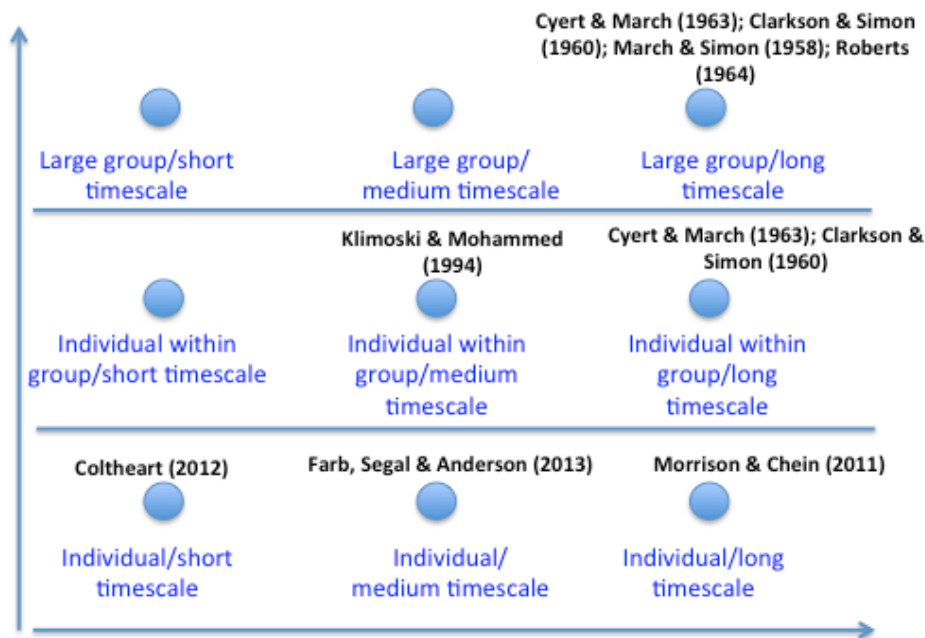 Cyert & March (1963); Clarkson & Simon
(1960); March & Simon (1958); Roberts
(1964)
Large group/short
timescale
Large group/
medium timescale
Large group/long
timescale
Klimoski & Mohammed
(1994)
Cyert & March (1963); Clarkson &
Simon (1960)
Individual within
group/short timescale
Individual within
group/medium
timescale
Individual within
group/long
timescale
Coltheart (2012)
Farb, Segal & Anderson (2013)
Morrison & Chein (2011)
Individual/short
timescale
Individual/
medium timescale
Individual/long
timescale